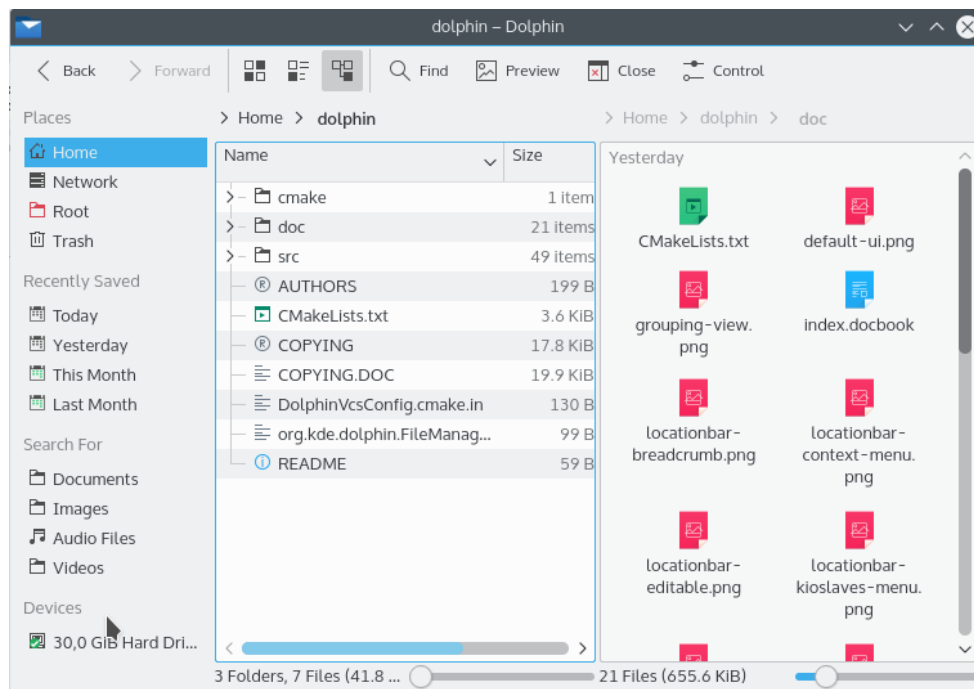 dolphin – Dolphin
Back Forward Find Preview Close Control
Places
Home
Network
Root
Trash
Recently Saved
Today
Yesterday
This Month
Last Month
Search For
Documents
Images
Audio Files
Videos
Devices
30,0 GiB Hard Dri...
> Home > dolphin
Name Size
cmake 1 item
doc 21 items
src 49 items
AUTHORS 199 B
CMakeLists.txt 3.6 KiB
COPYING 17.8 KiB
COPYING.DOC 19.9 KiB
DolphinVcsConfig.cmake.in 130 B
org.kde.dolphin.FileManag... 99 B
README 59 B
3 Folders, 7 Files (41.8 ...
> Home > dolphin > doc
Yesterday
CMakeLists.txt
default-ui.png
grouping-view.
png
index.docbook
locationbar-
breadcrumb.png
locationbar-
context-menu.
png
locationbar-
editable.png
locationbar-
kioslaves-menu.
png
21 Files (655.6 KiB)